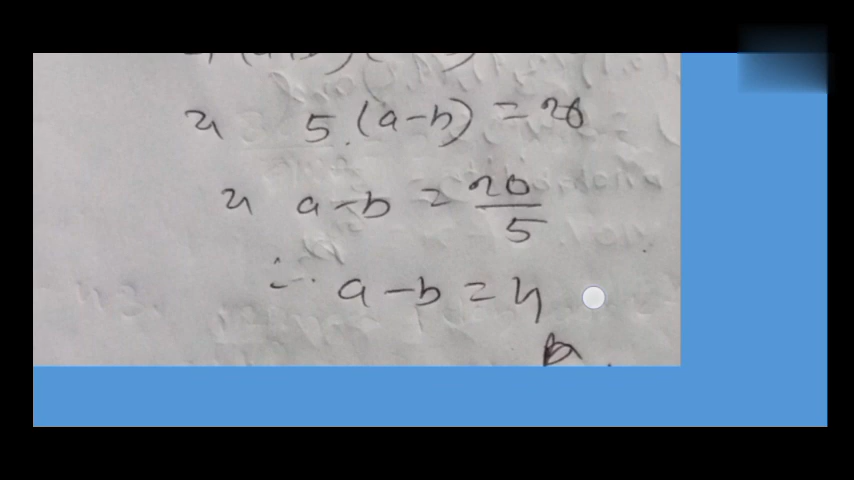 5.(a-b) = 20
a-b = 20/5
∴ a-b = 4